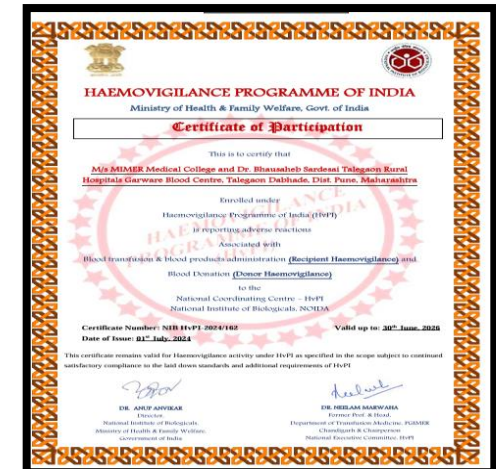 HAEMOVIGILANCE PROGRAMME OF INDIA
Ministry of Health & Family Welfare, Govt. of India
Certificate of Participation
This is to certify that
M/s MIMER Medical College and Dr. Bhausaheb Sardesai Talegaon Rural
Hospitals Garware Blood Centre, Talegaon Dabhade, Dist. Pune, Maharashtra
Enrolled under
Haemovigilance Programme of India (HvPI)
is reporting adverse reactions
Associated with
Blood transfusion & blood products administration (Recipient Haemovigilance) and
Blood Donation (Donor Haemovigilance)
to the
National Coordinating Centre - HvPI
National Institute of Biologicals, NOIDA
Certificate Number: NIB/HvPI-2024/162 Valid up to: 30th June, 2026
Date of Issue: 01st July, 2024
This certificate remains valid for Haemovigilance activity under HvPI as specified in the scope subject to continued
satisfactory compliance to the laid down standards and additional requirements of HvPI
DR. ANUP ANVIKAR DR. NEELAM MARWAHA
Director, Former Prof. & Head,
National Institute of Biologicals, Department of Transfusion Medicine, PGIMER
Ministry of Health & Family Welfare, Chandigarh & Chairperson
Government of India National Executive Committee, HvPI
HAEMOVIGILANCE
PROGRAMME OF INDIA